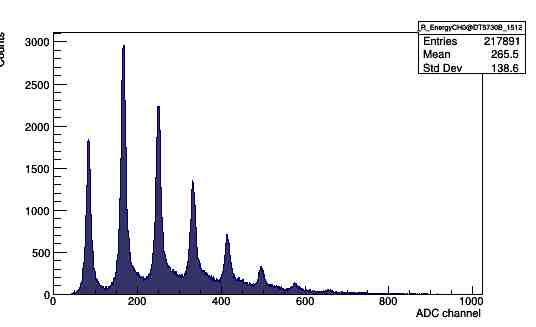 _R_EnergyCH0@DT5730B_1512
Entries 217891
Mean 265.5
Std Dev 138.6
Counts
3000
2500
2000
1500
1000
500
0
0 200 400 600 800 1000
ADC channel